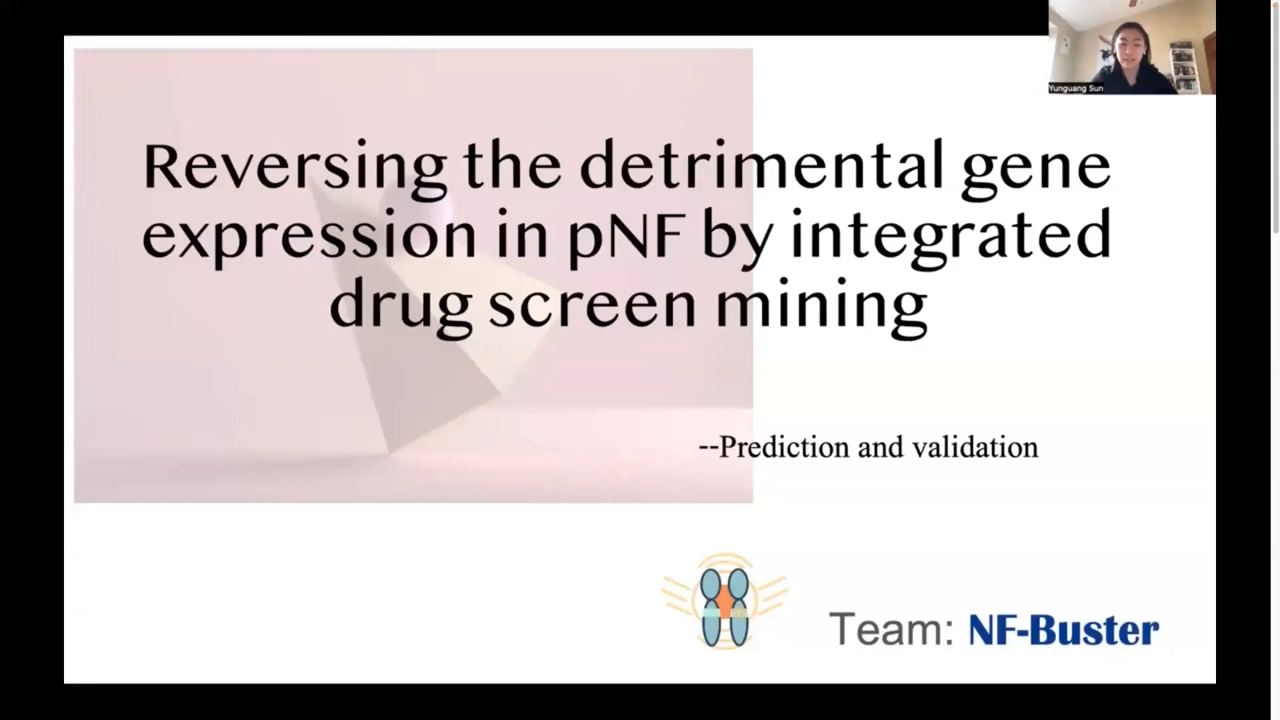 Yunguang Sun
Reversing the detrimental gene
expression in pNF by integrated
drug screen mining
--Prediction and validation
Team: NF-Buster